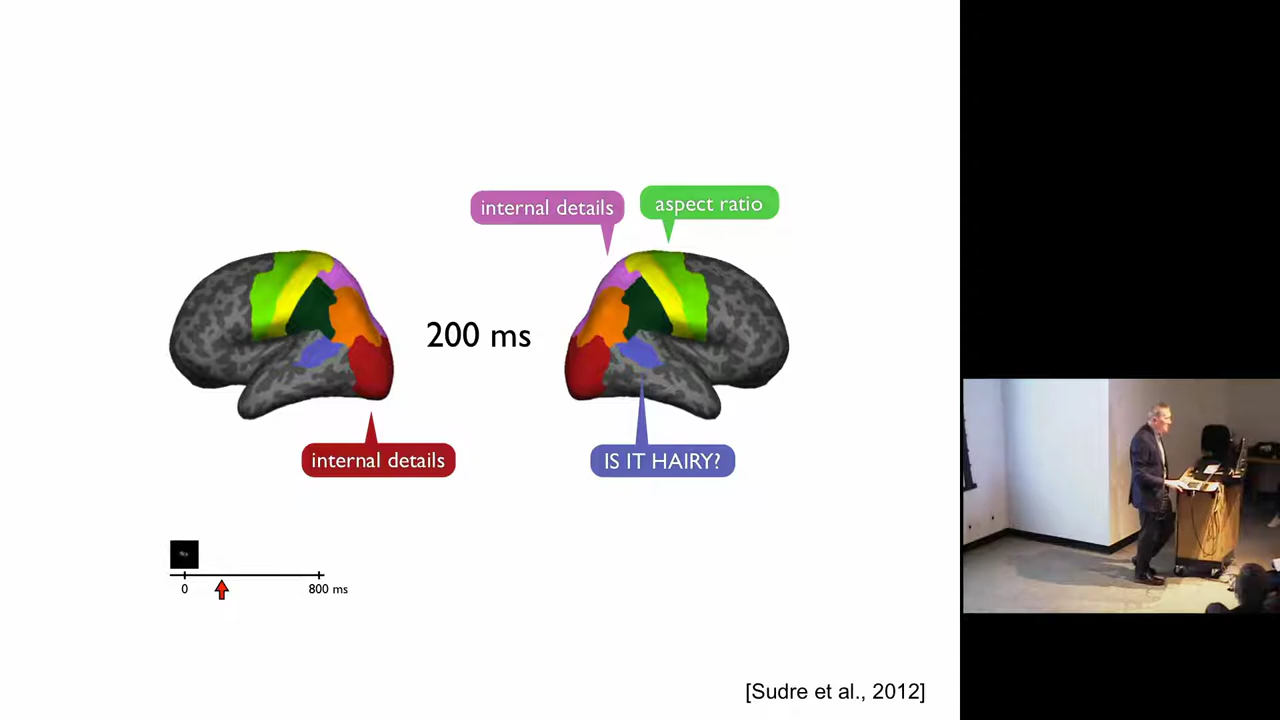 internal details
aspect ratio
200 ms
internal details
IS IT HAIRY?
0
800 ms
[Sudre et al., 2012]